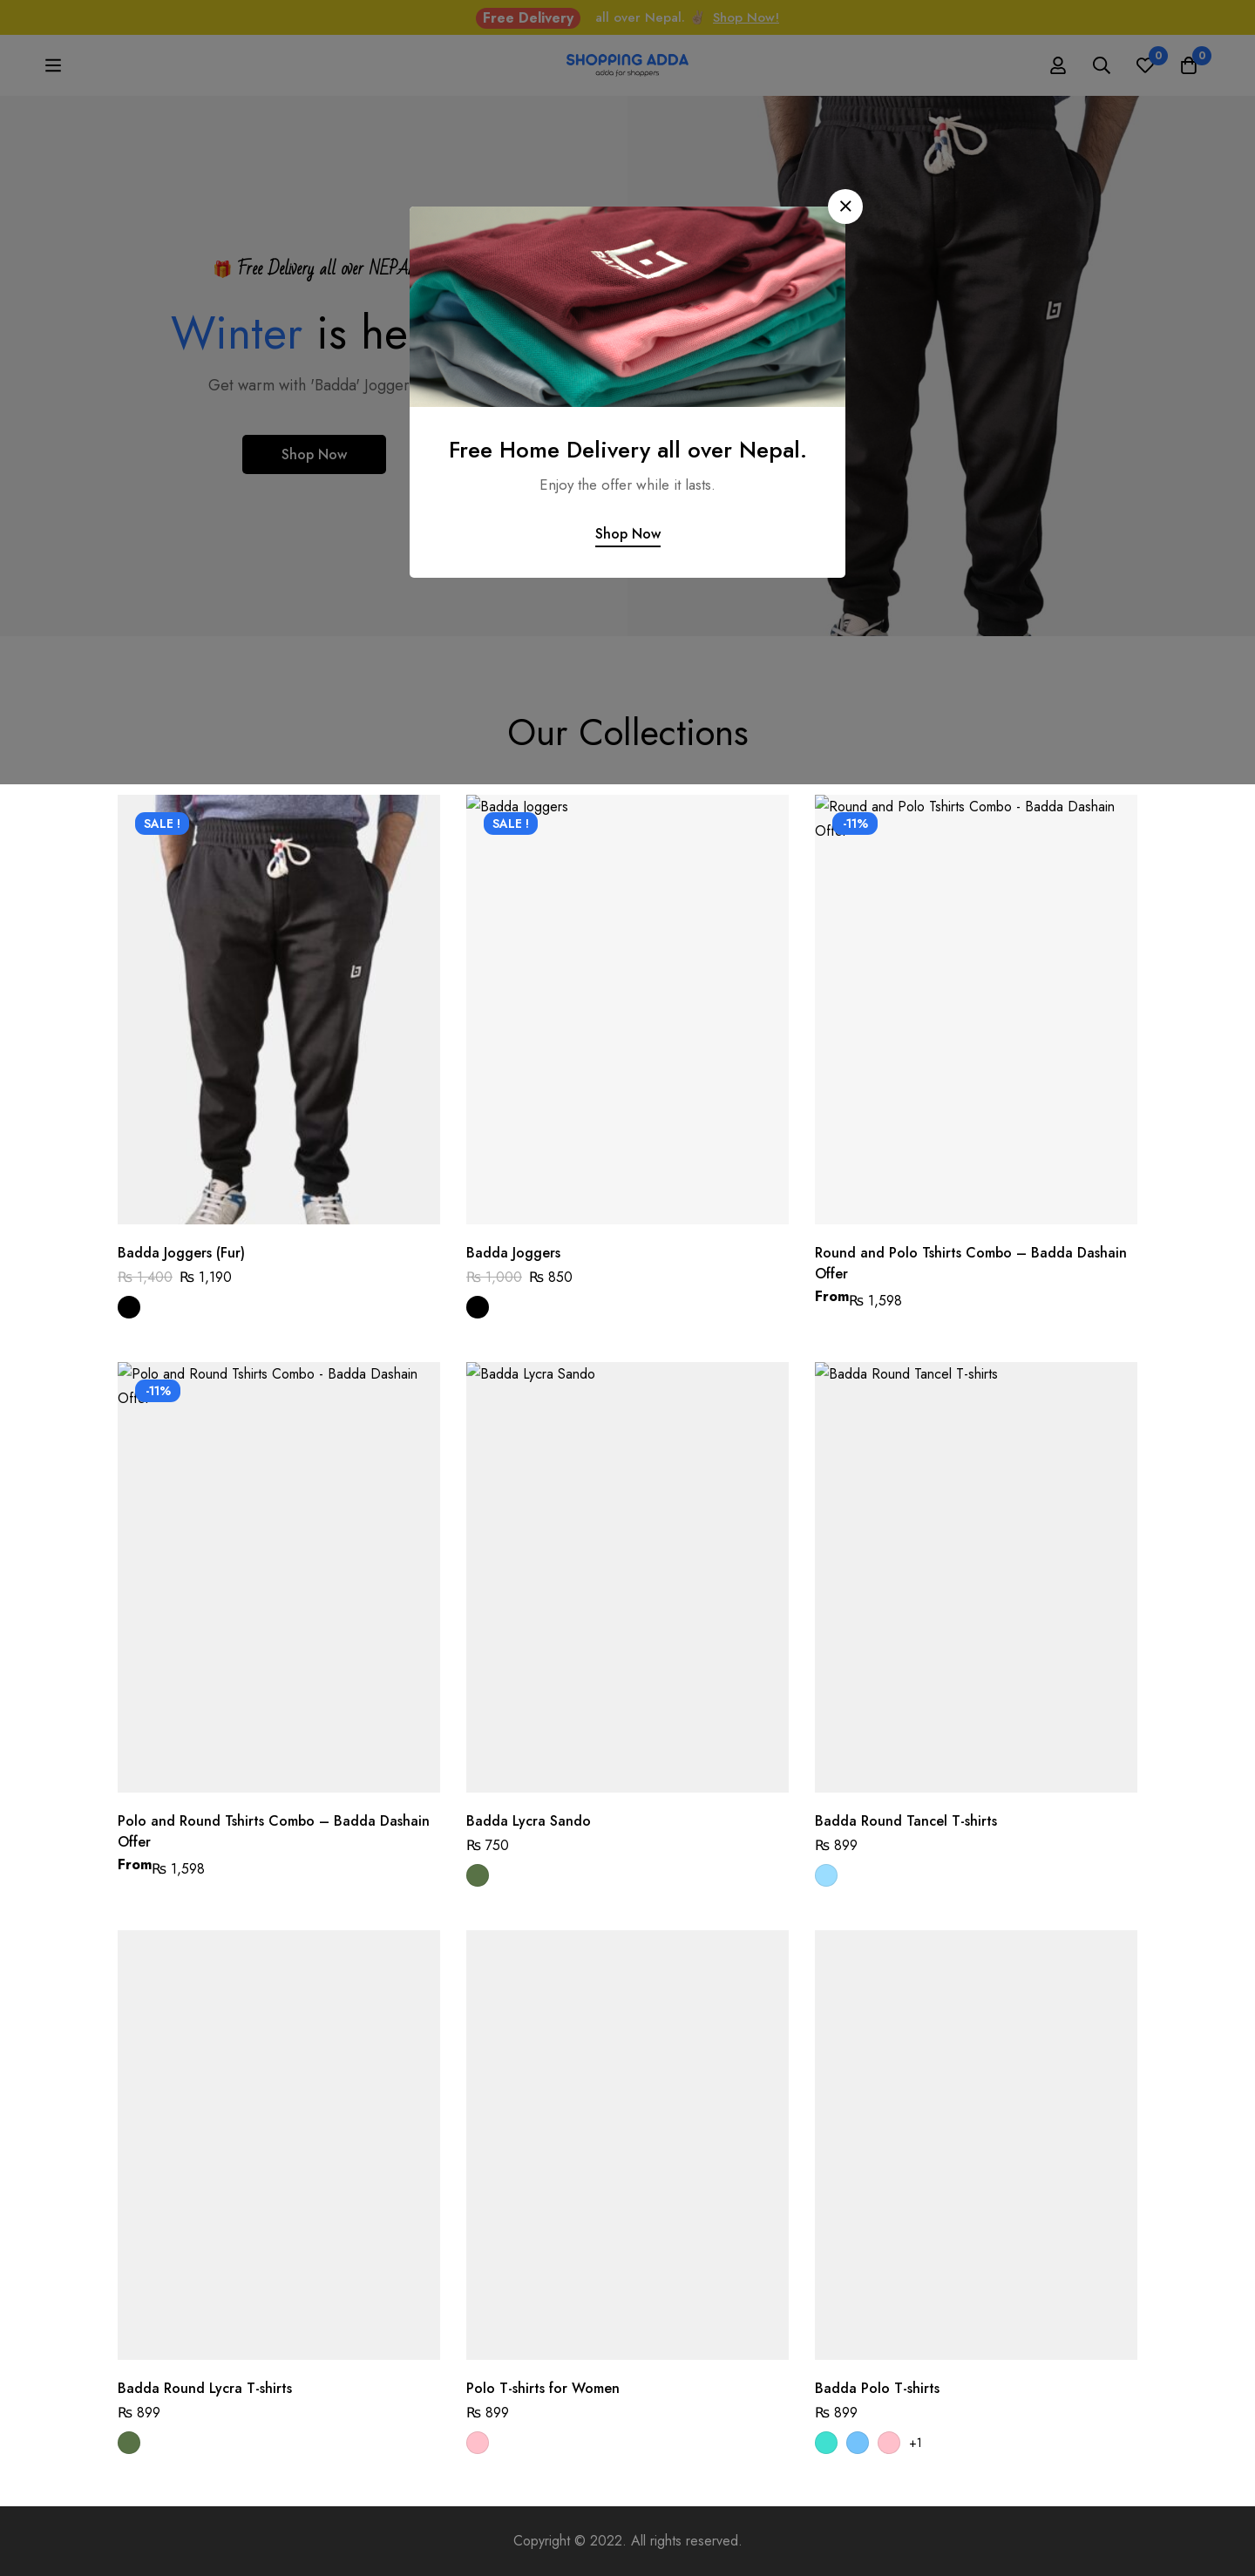 Free Delivery all over Nepal. ✌ Shop Now!
SHOPPING ADDA
adda for shoppers
0
0
🎁 Free Delivery all over
Winter is he
Get warm with 'Badda' Jogger
Shop Now
BADDA
Free Home Delivery all over Nepal.
Enjoy the offer while it lasts.
Shop Now
Our Collections
SALE !
Badda Joggers
SALE !
Round and Polo Tshirts Combo - Badda Dashain
-11%
Badda Joggers (Fur)
₨ 1,400 ₨ 1,190
Badda Joggers
₨ 1,000 ₨ 850
Round and Polo Tshirts Combo – Badda Dashain
Offer
From₨ 1,598
Polo and Round Tshirts Combo - Badda Dashain
-11%
Badda Lycra Sando
Badda Round Tancel T-shirts
Polo and Round Tshirts Combo – Badda Dashain
Offer
From₨ 1,598
Badda Lycra Sando
₨ 750
Badda Round Tancel T-shirts
₨ 899
Badda Round Lycra T-shirts
₨ 899
Polo T-shirts for Women
₨ 899
Badda Polo T-shirts
₨ 899
+1
Copyright © 2022. All rights reserved.